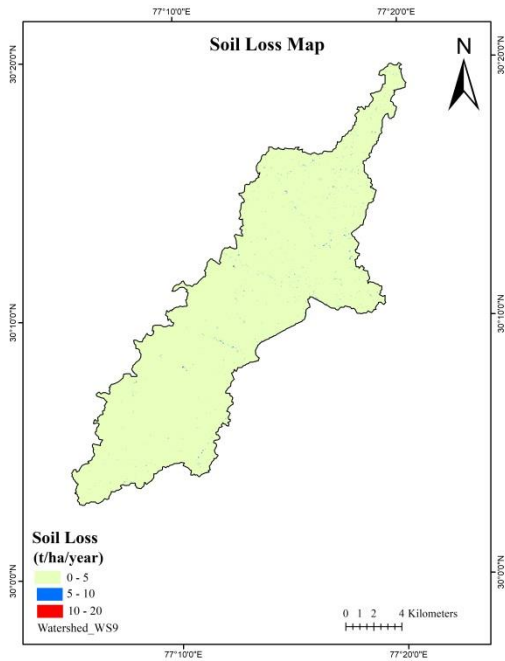 77°10'0"E
77°20'0"E
Soil Loss Map
N
30°20'0"N
30°20'0"N
30°10'0"N
30°10'0"N
30°0'0"N
30°0'0"N
Soil Loss
(t/ha/year)
0 - 5
5 - 10
10 - 20
Watershed_WS9
0 1 2 4 Kilometers
77°10'0"E
77°20'0"E